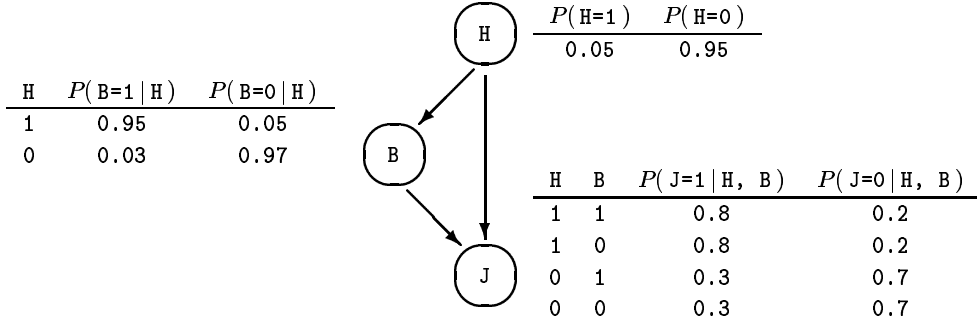 H
P(H=1) P(H=0)
0.05 0.95
H P(B=1|H) P(B=0|H)
1 0.95 0.05
0 0.03 0.97
B
H B P(J=1|H, B) P(J=0|H, B)
1 1 0.8 0.2
1 0 0.8 0.2
0 1 0.3 0.7
0 0 0.3 0.7
J